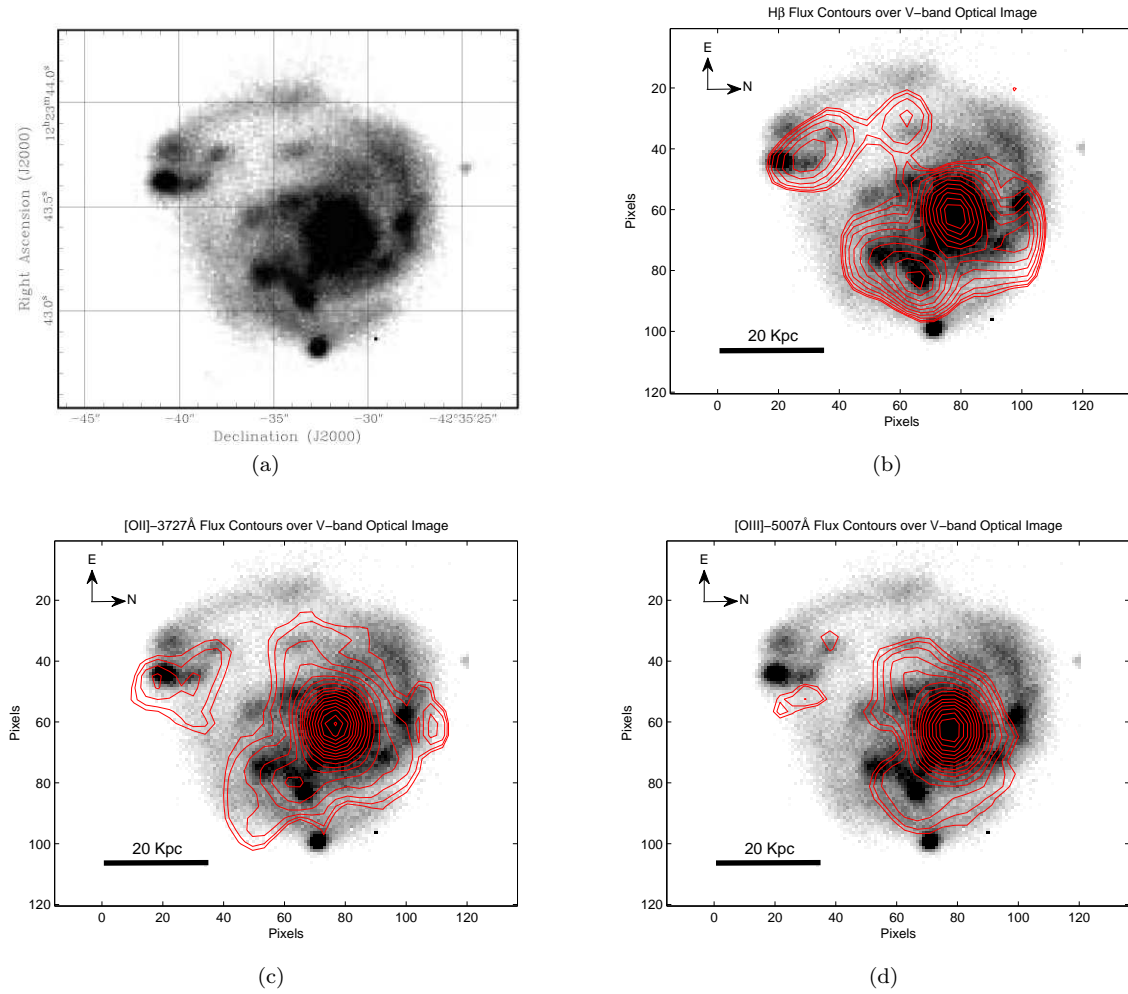 12ʰ23ᵐ44.0ˢ
43.5ˢ
43.0ˢ
Right Ascension (J2000)
−45″ −40″ −35″ −30″ −42°35′25″
Declination (J2000)
(a)
Hβ Flux Contours over V−band Optical Image
E
N
20
40
60
80
100
120
Pixels
20 Kpc
0 20 40 60 80 100 120
Pixels
(b)
[OII]−3727Å Flux Contours over V−band Optical Image
E
N
20
40
60
80
100
120
Pixels
20 Kpc
0 20 40 60 80 100 120
Pixels
(c)
[OIII]−5007Å Flux Contours over V−band Optical Image
E
N
20
40
60
80
100
120
Pixels
20 Kpc
0 20 40 60 80 100 120
Pixels
(d)